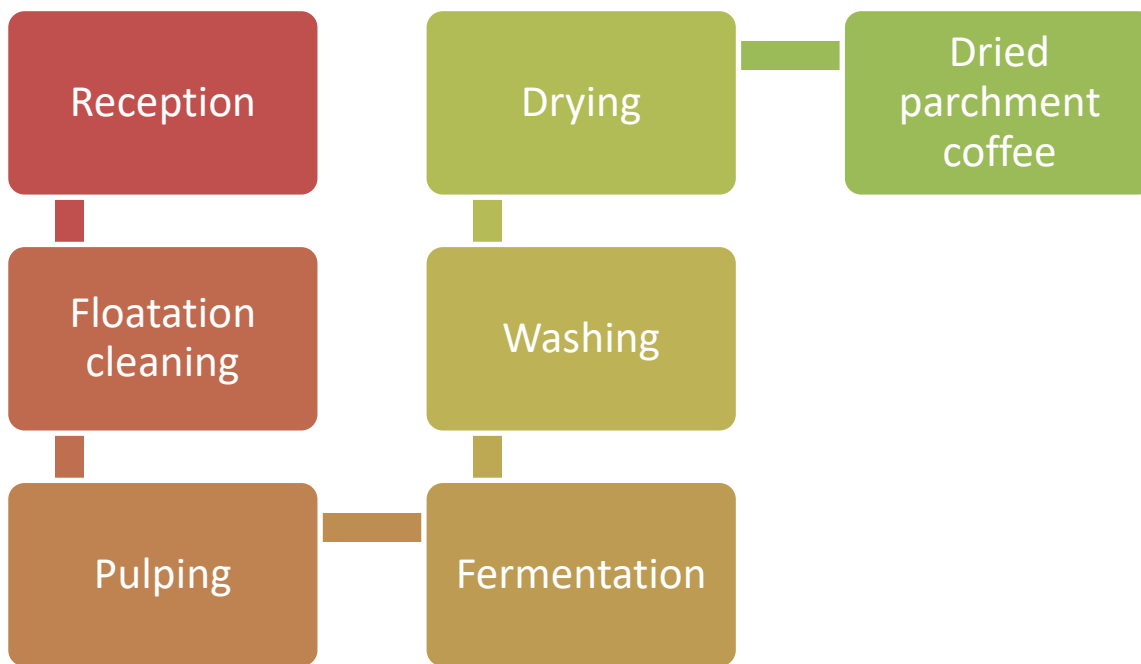 Reception
Floatation
cleaning
Pulping
Fermentation
Washing
Drying
Dried
parchment
coffee